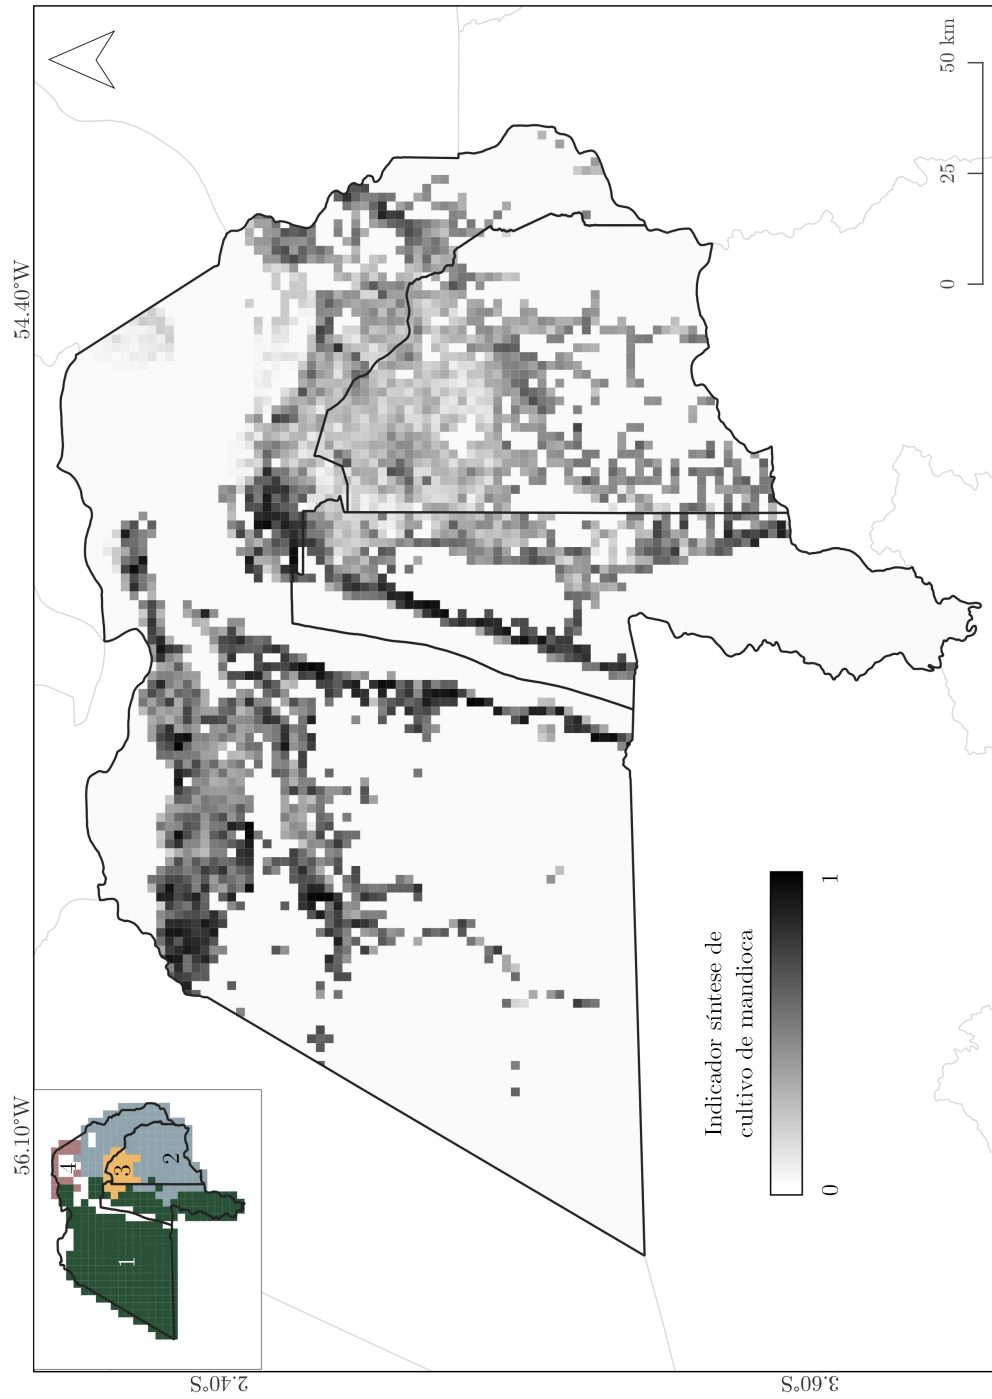 56.10°W
54.40°W
2.40°S
3.60°S
4
3
2
1
Indicador síntese de
cultivo de mandioca
0
1
0
25
50 km